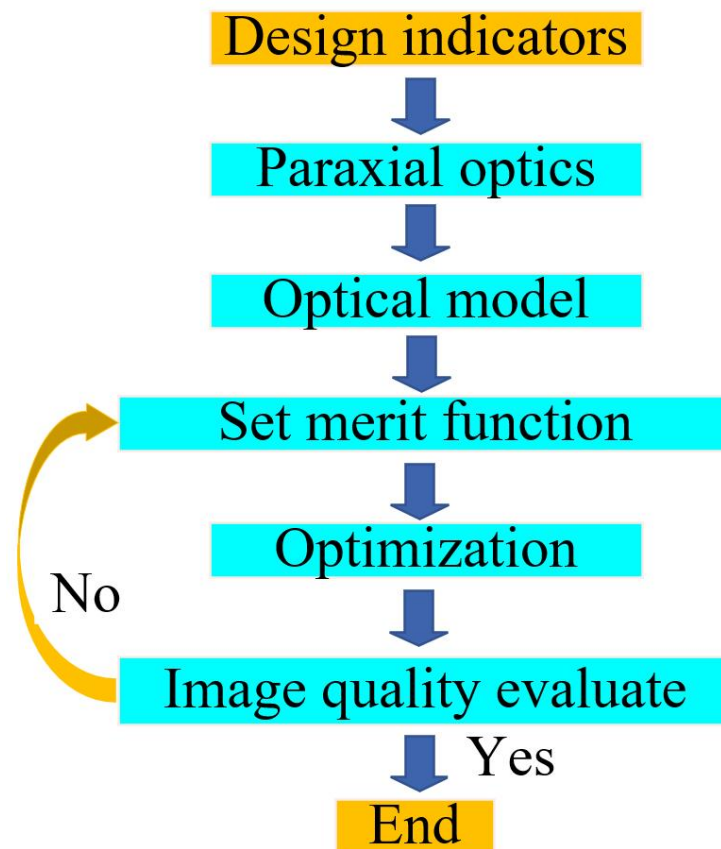 Design indicators
Paraxial optics
Optical model
Set merit function
Optimization
No
Image quality evaluate
Yes
End